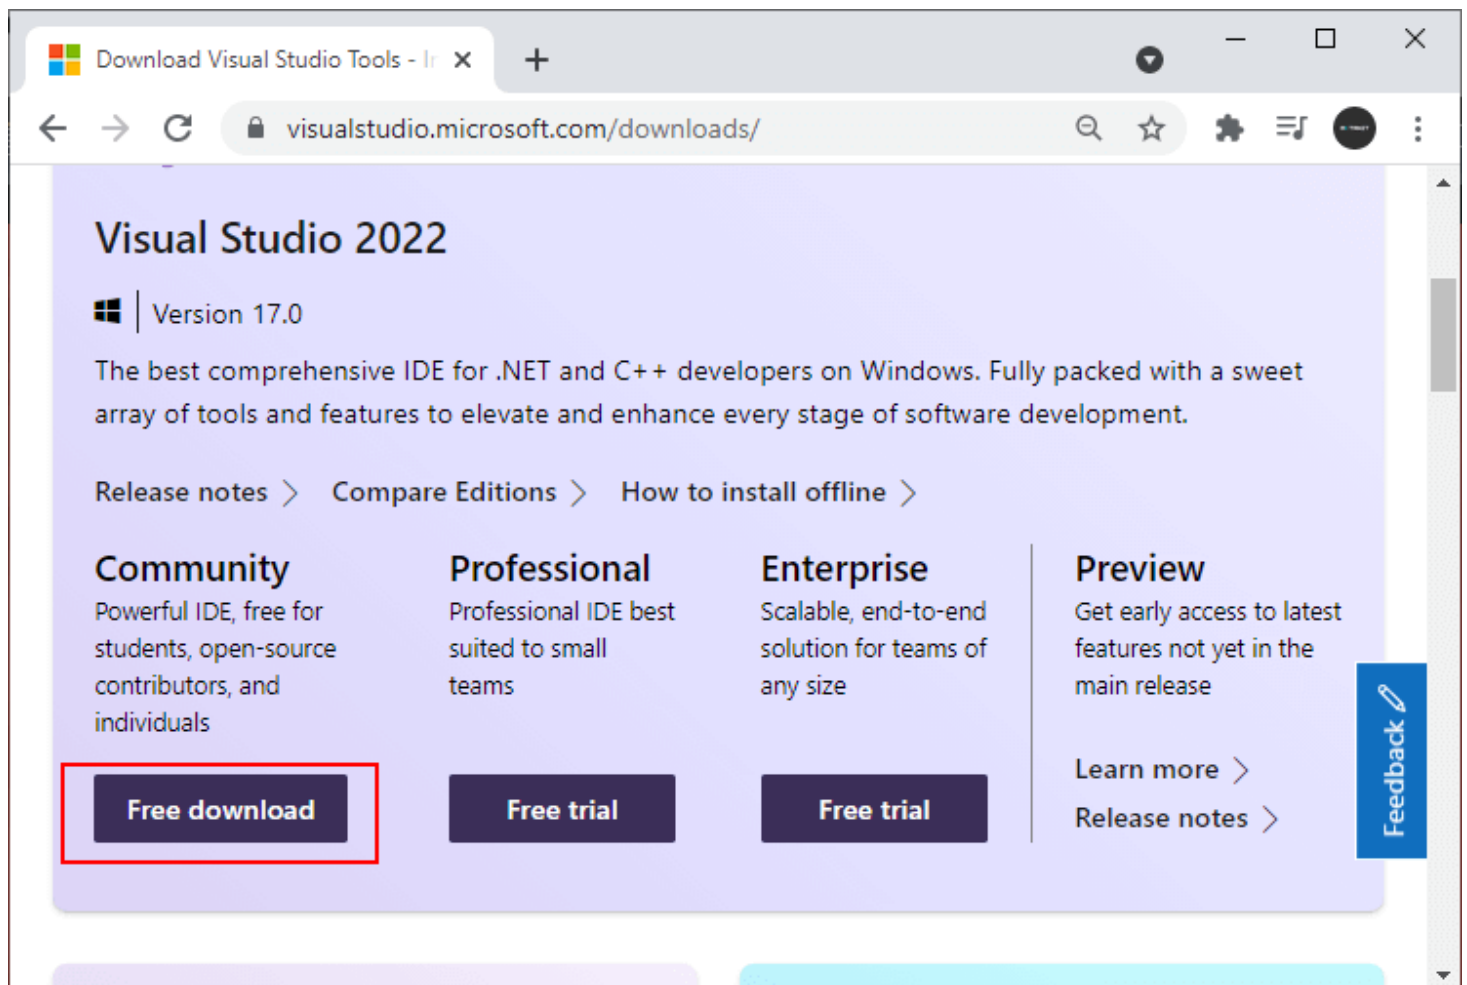 Download Visual Studio Tools - In
visualstudio.microsoft.com/downloads/
Visual Studio 2022
Version 17.0
The best comprehensive IDE for .NET and C++ developers on Windows. Fully packed with a sweet
array of tools and features to elevate and enhance every stage of software development.
Release notes
Compare Editions
How to install offline
Community
Powerful IDE, free for
students, open-source
contributors, and
individuals
Free download
Professional
Professional IDE best
suited to small
teams
Free trial
Enterprise
Scalable, end-to-end
solution for teams of
any size
Free trial
Preview
Get early access to latest
features not yet in the
main release
Learn more
Release notes
Feedback